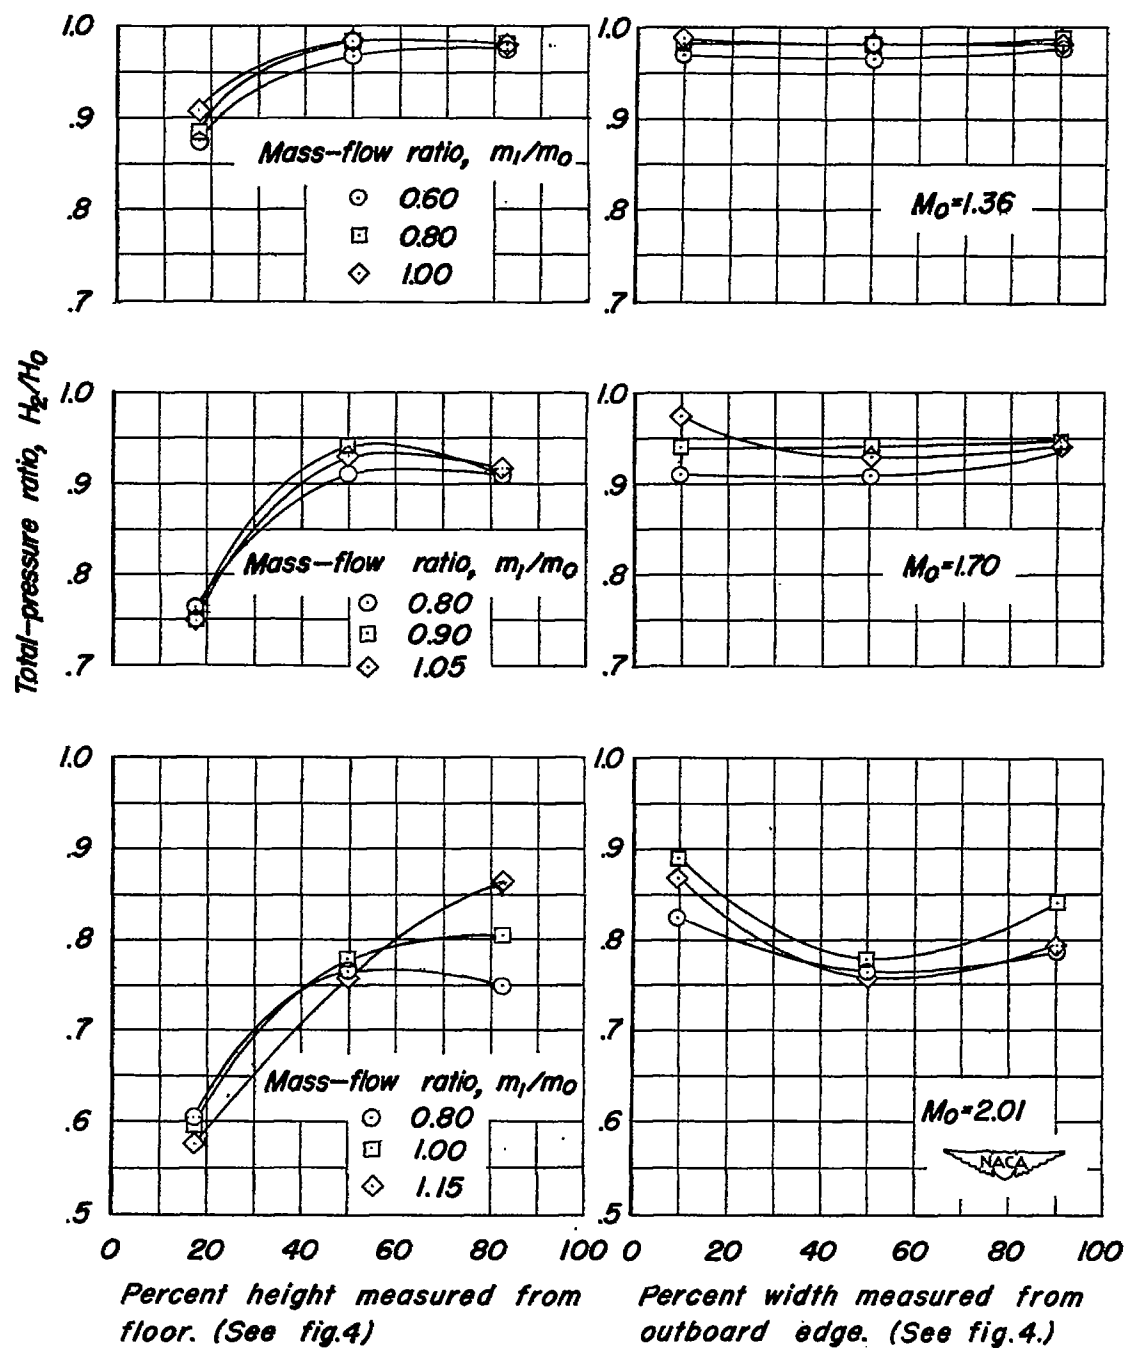 Total-pressure ratio, H2/H0
1.0
.9
.8
.7
Mass-flow ratio, m1/m0
0.60
0.80
1.00
1.0
.9
.8
.7
M0=1.36
1.0
.9
.8
.7
Mass-flow ratio, m1/m0
0.80
0.90
1.05
1.0
.9
.8
.7
M0=1.70
1.0
.9
.8
.7
.6
.5
Mass-flow ratio, m1/m0
0.80
1.00
1.15
0 20 40 60 80 100
Percent height measured from
floor. (See fig.4)
1.0
.9
.8
.7
.6
.5
M0=2.01
NACA
0 20 40 60 80 100
Percent width measured from
outboard edge. (See fig.4.)